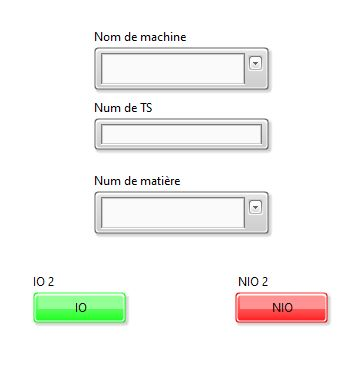 Nom de machine
Num de TS
Num de matière
IO 2
NIO 2
IO
NIO